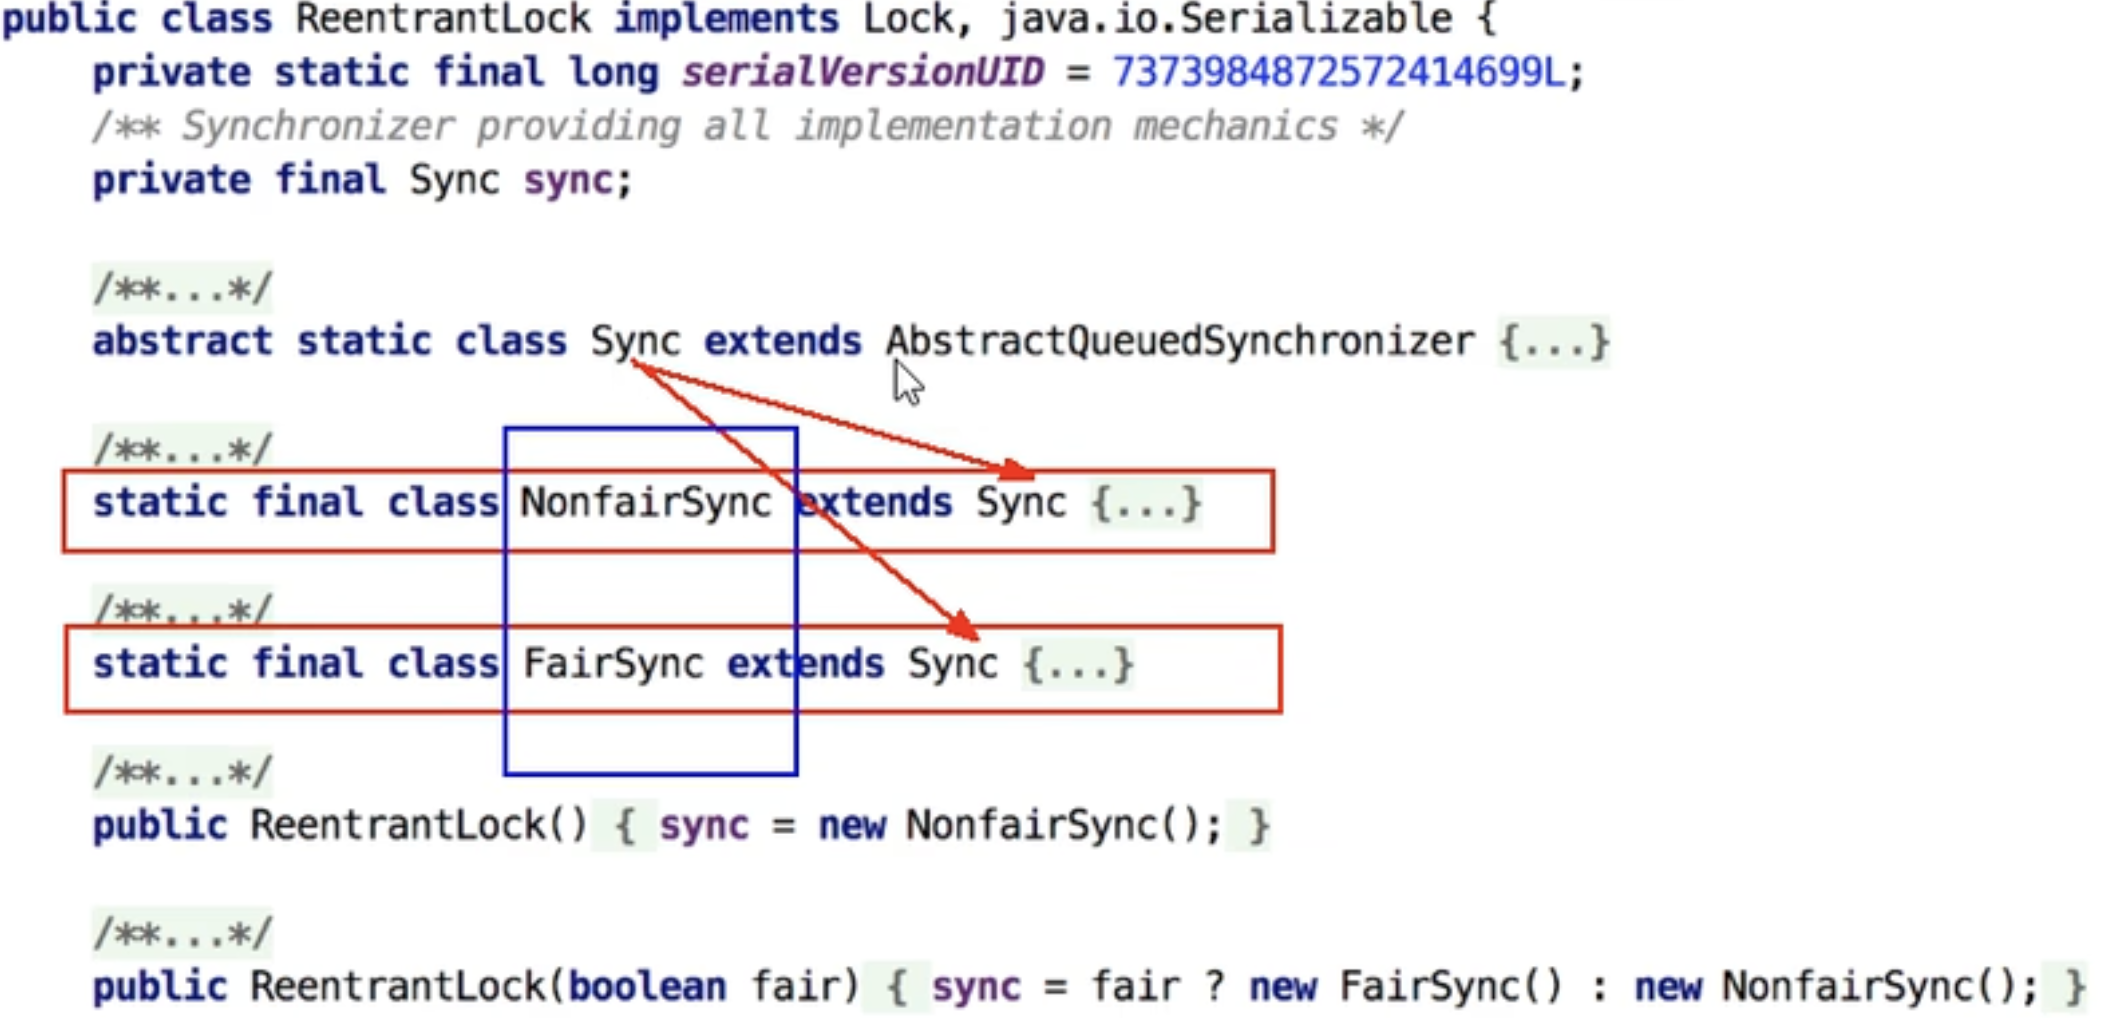 public class ReentrantLock implements Lock, java.io.Serializable {
private static final long serialVersionUID = 7373984872572414699L;
/** Synchronizer providing all implementation mechanics */
private final Sync sync;
/**...*/
abstract static class Sync extends AbstractQueuedSynchronizer {...}
/**...*/
static final class NonfairSync extends Sync {...}
/**...*/
static final class FairSync extends Sync {...}
/**...*/
public ReentrantLock() { sync = new NonfairSync(); }
/**...*/
public ReentrantLock(boolean fair) { sync = fair ? new FairSync() : new NonfairSync(); }